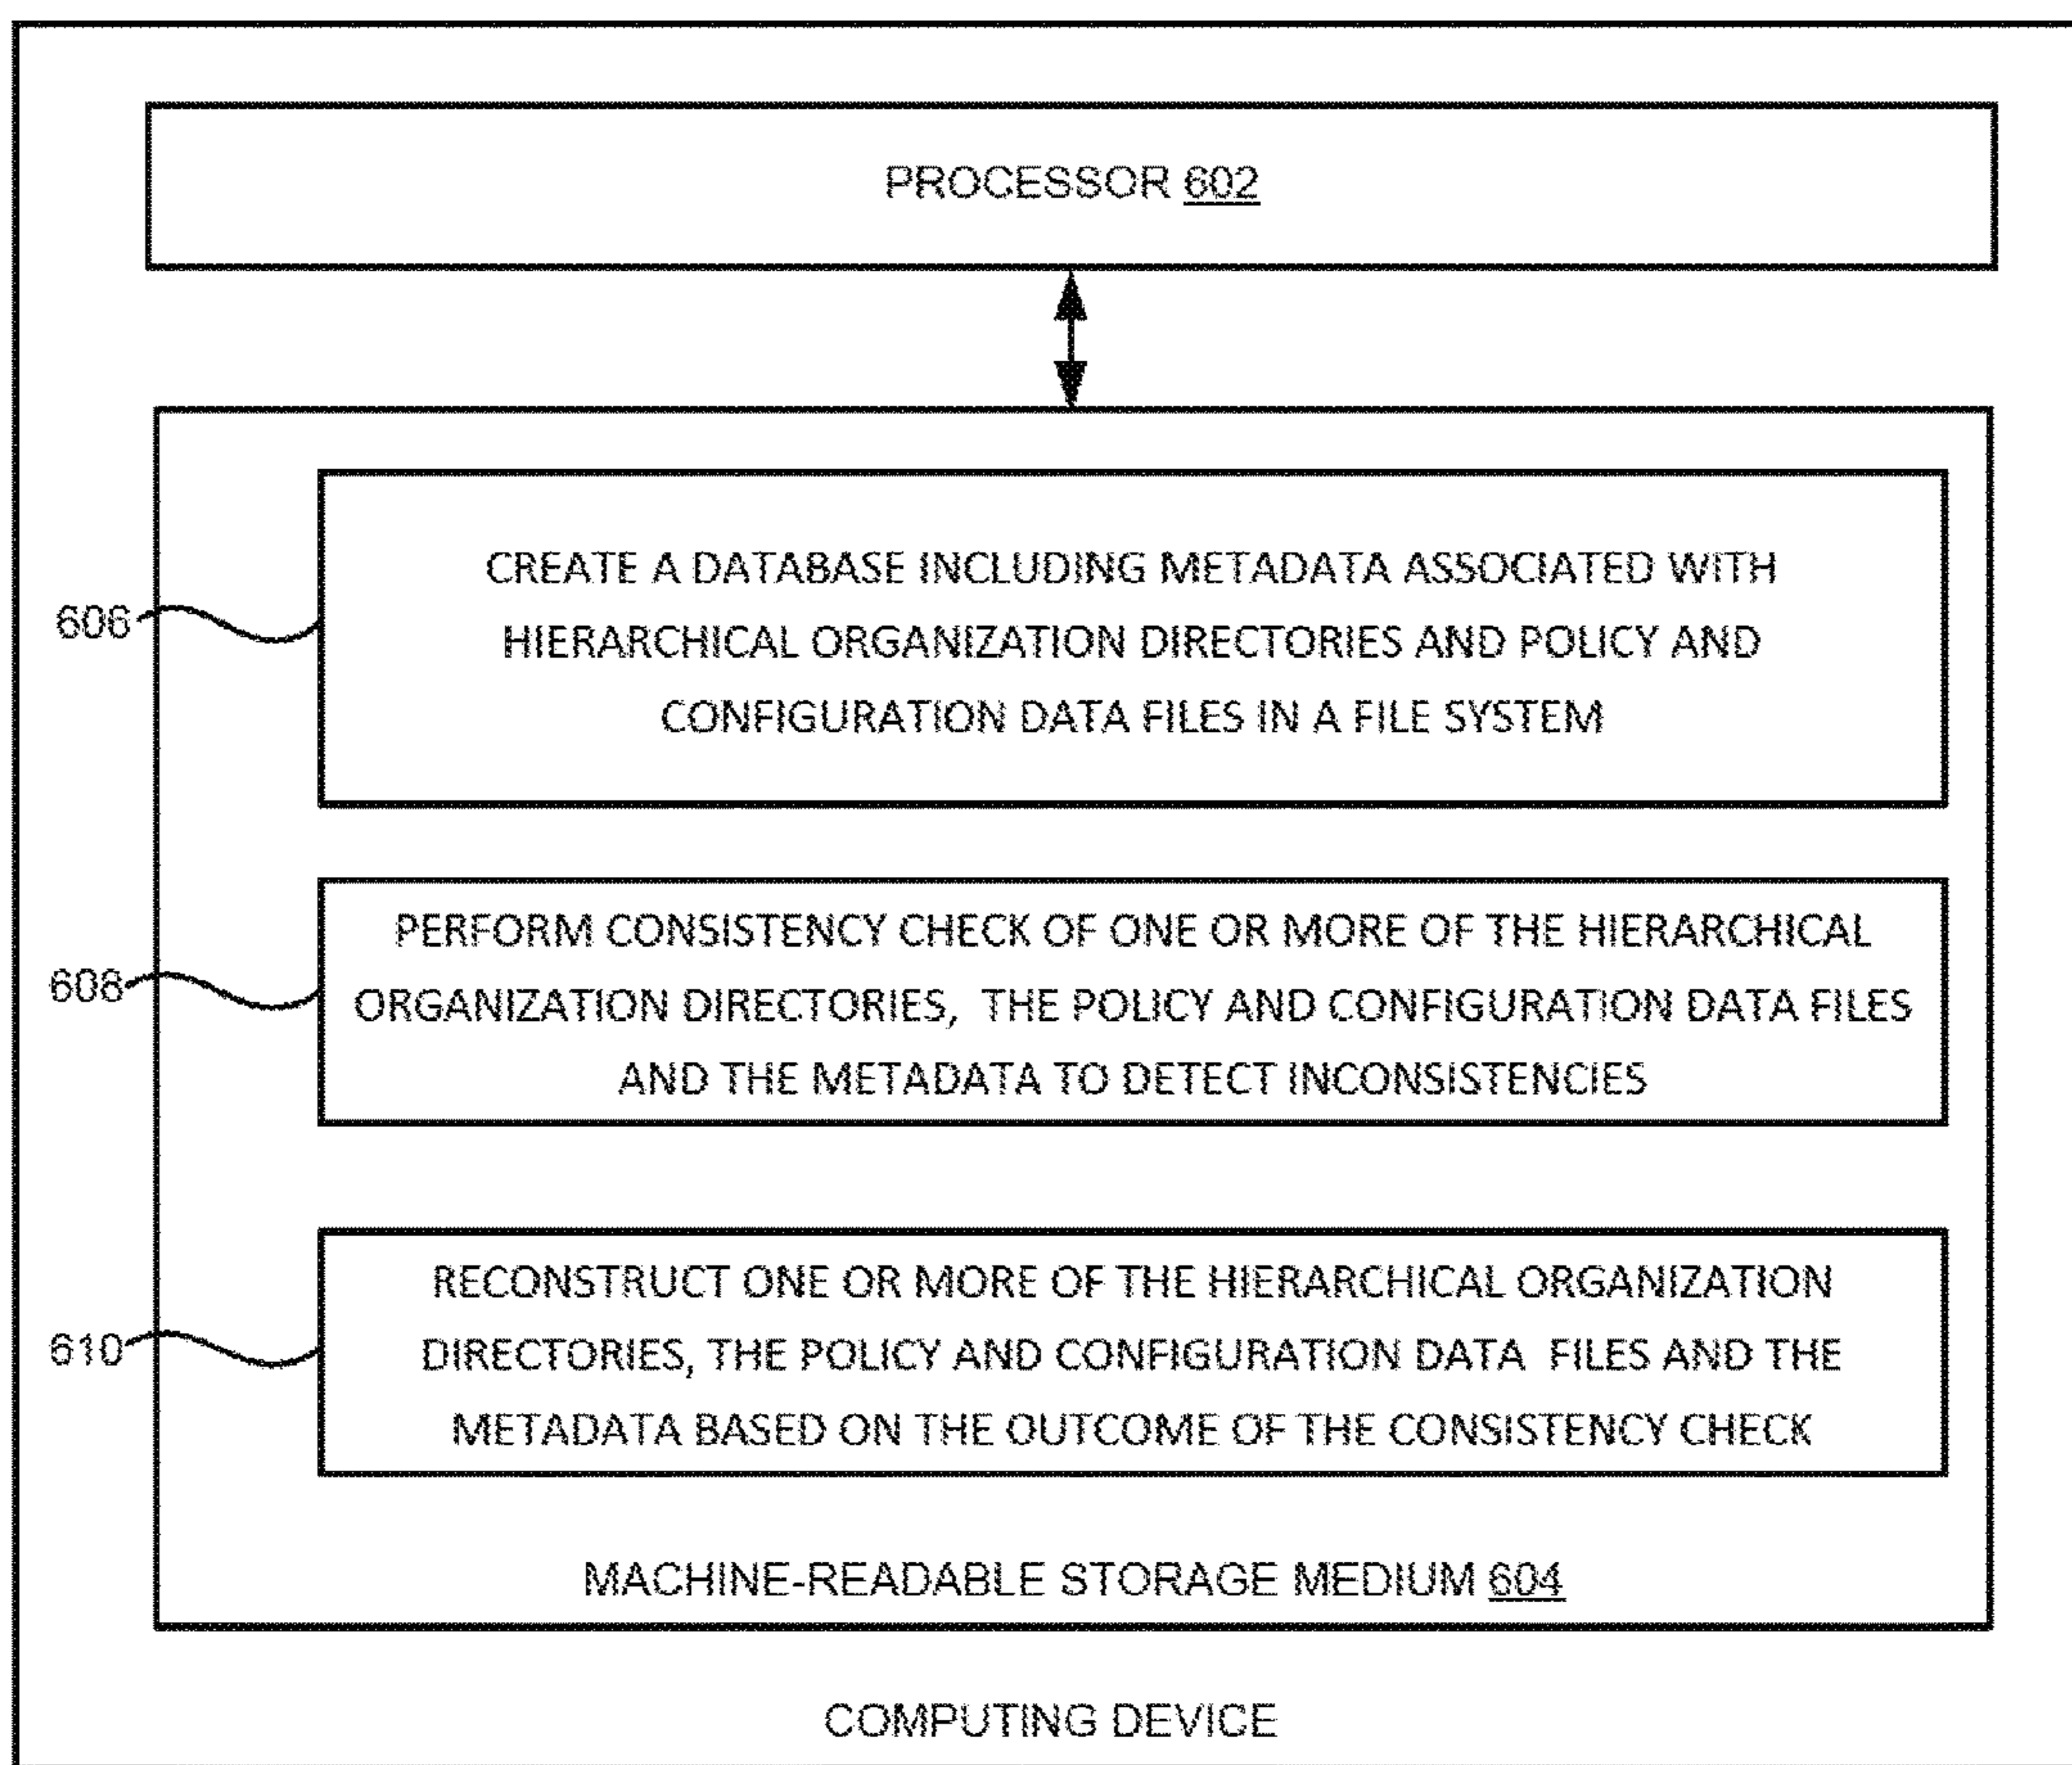 PROCESSOR 602
606
CREATE A DATABASE INCLUDING METADATA ASSOCIATED WITH
HIERARCHICAL ORGANIZATION DIRECTORIES AND POLICY AND
CONFIGURATION DATA FILES IN A FILE SYSTEM
608
PERFORM CONSISTENCY CHECK OF ONE OR MORE OF THE HIERARCHICAL
ORGANIZATION DIRECTORIES, THE POLICY AND CONFIGURATION DATA FILES
AND THE METADATA TO DETECT INCONSISTENCIES
610
RECONSTRUCT ONE OR MORE OF THE HIERARCHICAL ORGANIZATION
DIRECTORIES, THE POLICY AND CONFIGURATION DATA FILES AND THE
METADATA BASED ON THE OUTCOME OF THE CONSISTENCY CHECK
MACHINE-READABLE STORAGE MEDIUM 604
COMPUTING DEVICE